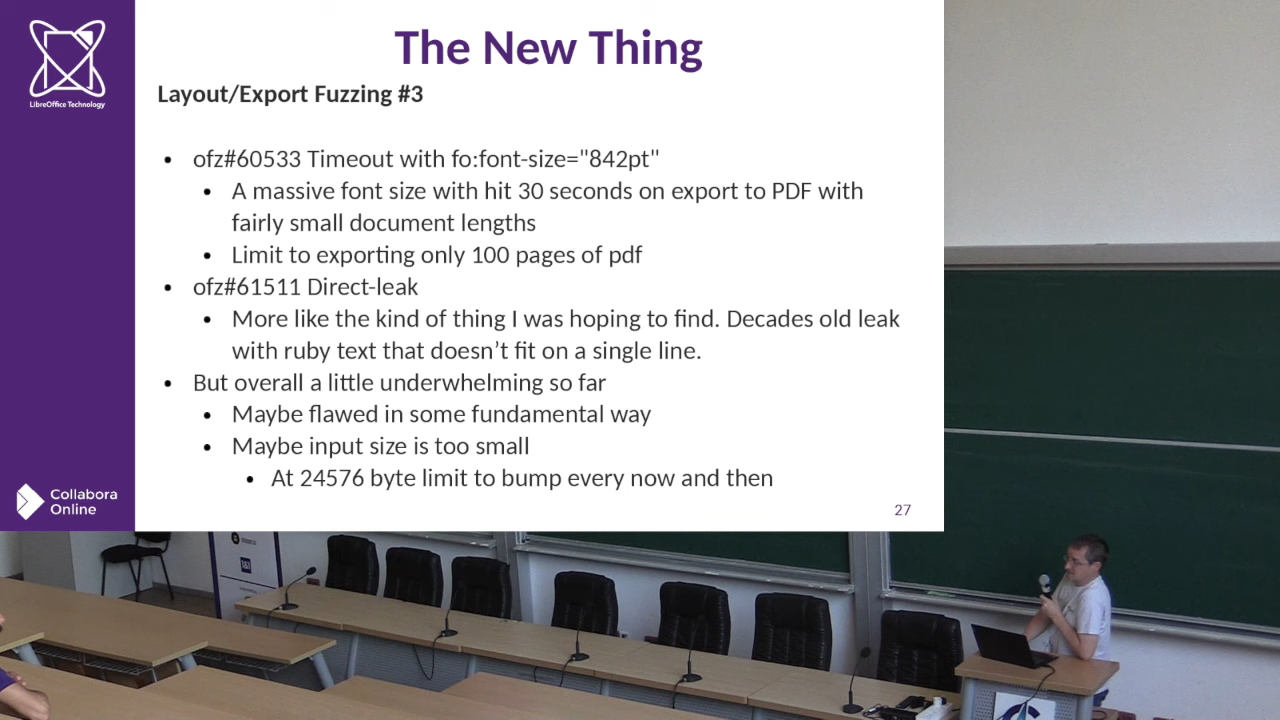 The New Thing
LibreOffice Technology
Layout/Export Fuzzing #3
• ofz#60533 Timeout with fo:font-size="842pt"
• A massive font size with hit 30 seconds on export to PDF with
fairly small document lengths
• Limit to exporting only 100 pages of pdf
• ofz#61511 Direct-leak
• More like the kind of thing I was hoping to find. Decades old leak
with ruby text that doesn’t fit on a single line.
• But overall a little underwhelming so far
• Maybe flawed in some fundamental way
• Maybe input size is too small
• At 24576 byte limit to bump every now and then
Collabora
Online
27